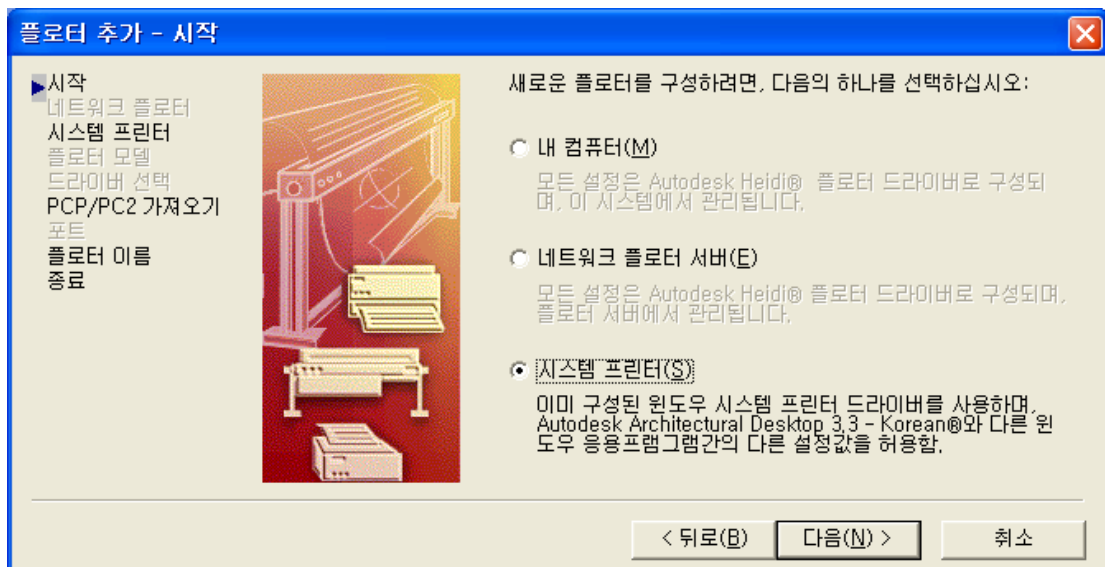 플로터 추가 - 시작
시작
네트워크 플로터
시스템 프린터
플로터 모델
드라이버 선택
PCP/PC2 가져오기
포트
플로터 이름
종료
새로운 플로터를 구성하려면, 다음의 하나를 선택하십시오:
내 컴퓨터(M)
모든 설정은 Autodesk Heidi® 플로터 드라이버로 구성되
며, 이 시스템에서 관리됩니다.
네트워크 플로터 서버(E)
모든 설정은 Autodesk Heidi® 플로터 드라이버로 구성되며,
플로터 서버에서 관리됩니다.
시스템 프린터(S)
이미 구성된 윈도우 시스템 프린터 드라이버를 사용하며,
Autodesk Architectural Desktop 3.3 - Korean®와 다른 윈
도우 응용프램그램간의 다른 설정값을 허용함.
< 뒤로(B)
다음(N) >
취소